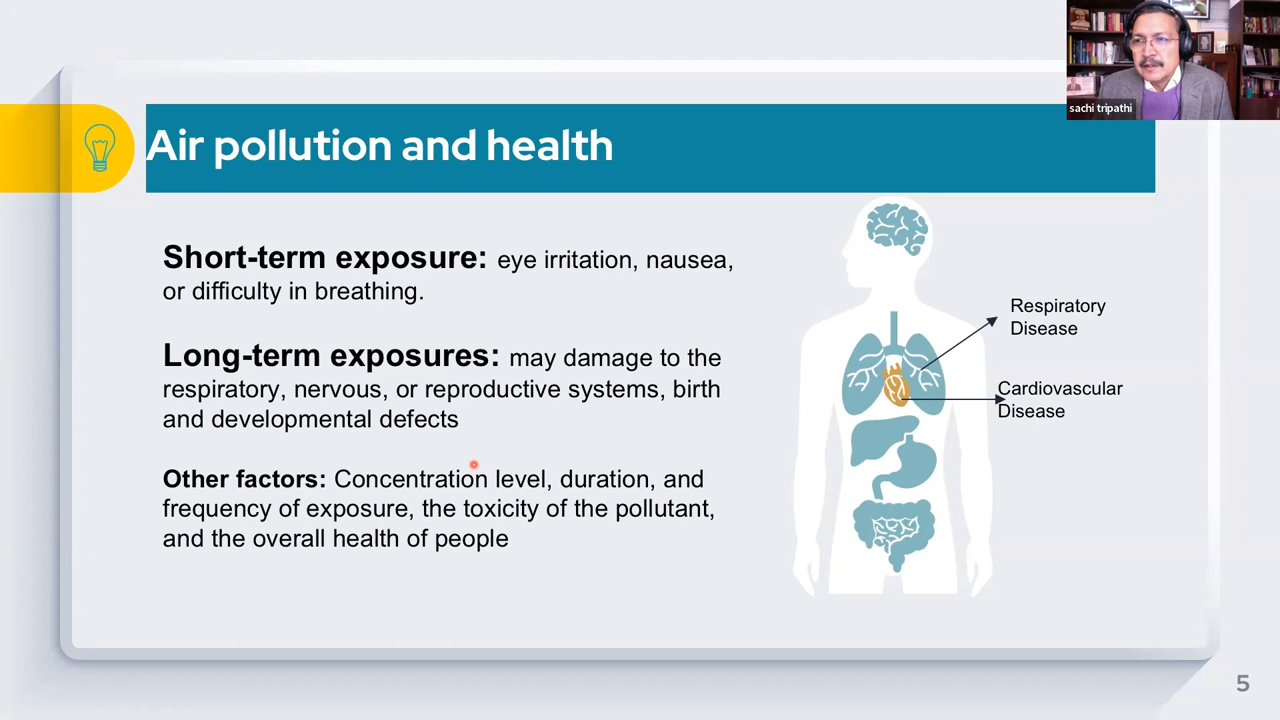 sachi tripathi
Air pollution and health
Short-term exposure: eye irritation, nausea,
or difficulty in breathing.
Long-term exposures: may damage to the
respiratory, nervous, or reproductive systems, birth
and developmental defects
Other factors: Concentration level, duration, and
frequency of exposure, the toxicity of the pollutant,
and the overall health of people
Respiratory
Disease
Cardiovascular
Disease
5